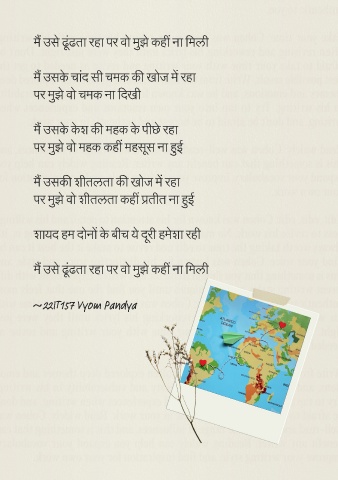 मैं उसे ढूंढता रहा पर वो मुझे कहीं ना मिली
मैं उसके चांद सी चमक की खोज में रहा
पर मुझे वो चमक ना दिखी
मैं उसके केश की महक के पीछे रहा
पर मुझे वो महक कहीं महसूस ना हुई
मैं उसकी शीतलता की खोज में रहा
पर मुझे वो शीतलता कहीं प्रतीत ना हुई
शायद हम दोनों के बीच ये दूरी हमेशा रही
मैं उसे ढूंढता रहा पर वो मुझे कहीं ना मिली
~22IT157 Vyom Pandya